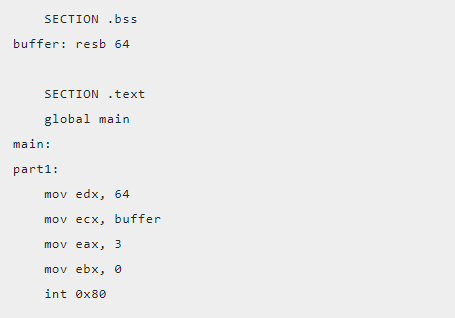 SECTION .bss
buffer: resb 64
SECTION .text
global main
main:
part1:
mov edx, 64
mov ecx, buffer
mov eax, 3
mov ebx, 0
int 0x80